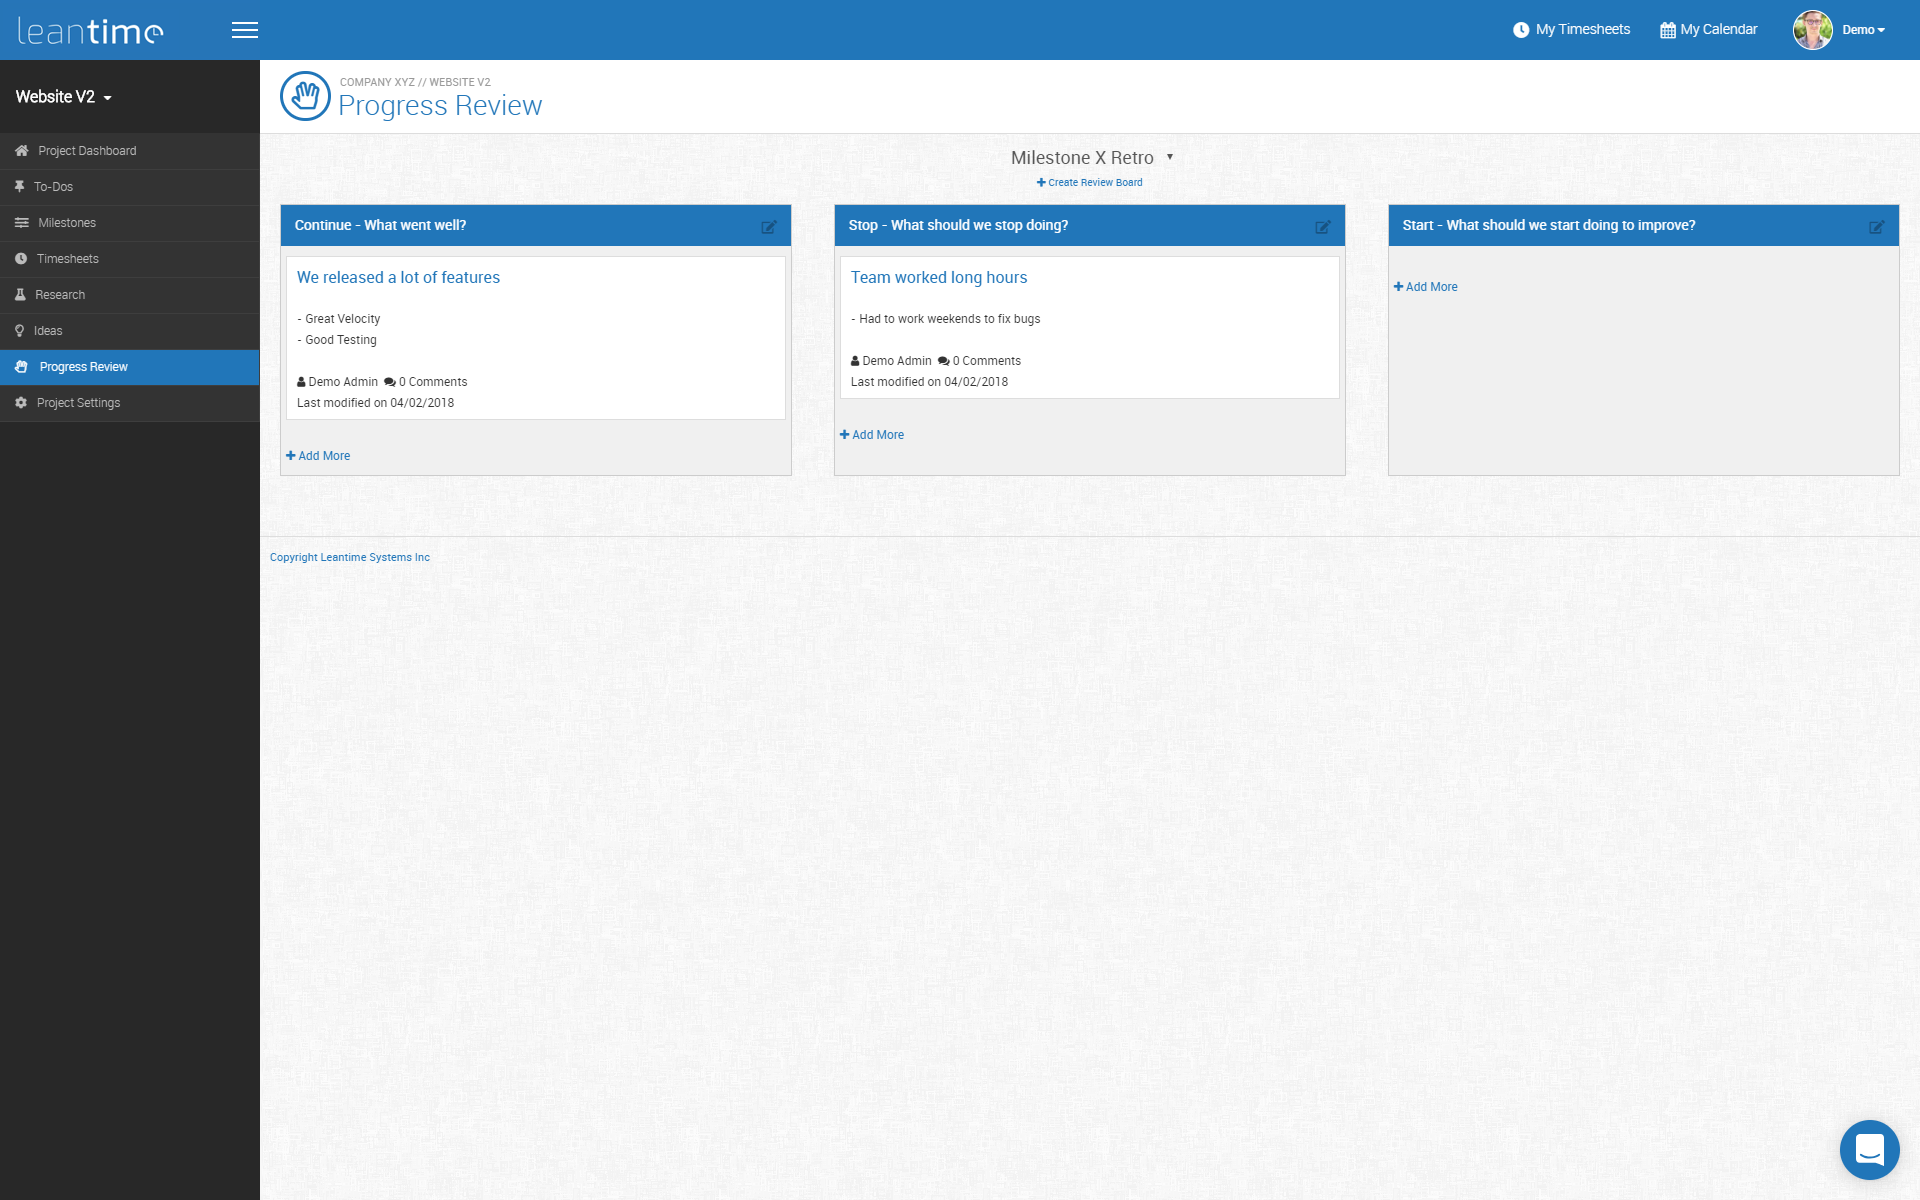 leantime
My Timesheets
My Calendar
Demo
Website V2
Project Dashboard
To-Dos
Milestones
Timesheets
Research
Ideas
Progress Review
Project Settings
COMPANY XYZ // WEBSITE V2
Progress Review
Milestone X Retro
Create Review Board
Continue - What went well?
We released a lot of features
- Great Velocity
- Good Testing
Demo Admin 0 Comments
Last modified on 04/02/2018
Add More
Stop - What should we stop doing?
Team worked long hours
- Had to work weekends to fix bugs
Demo Admin 0 Comments
Last modified on 04/02/2018
Add More
Start - What should we start doing to improve?
Add More
Copyright Leantime Systems Inc